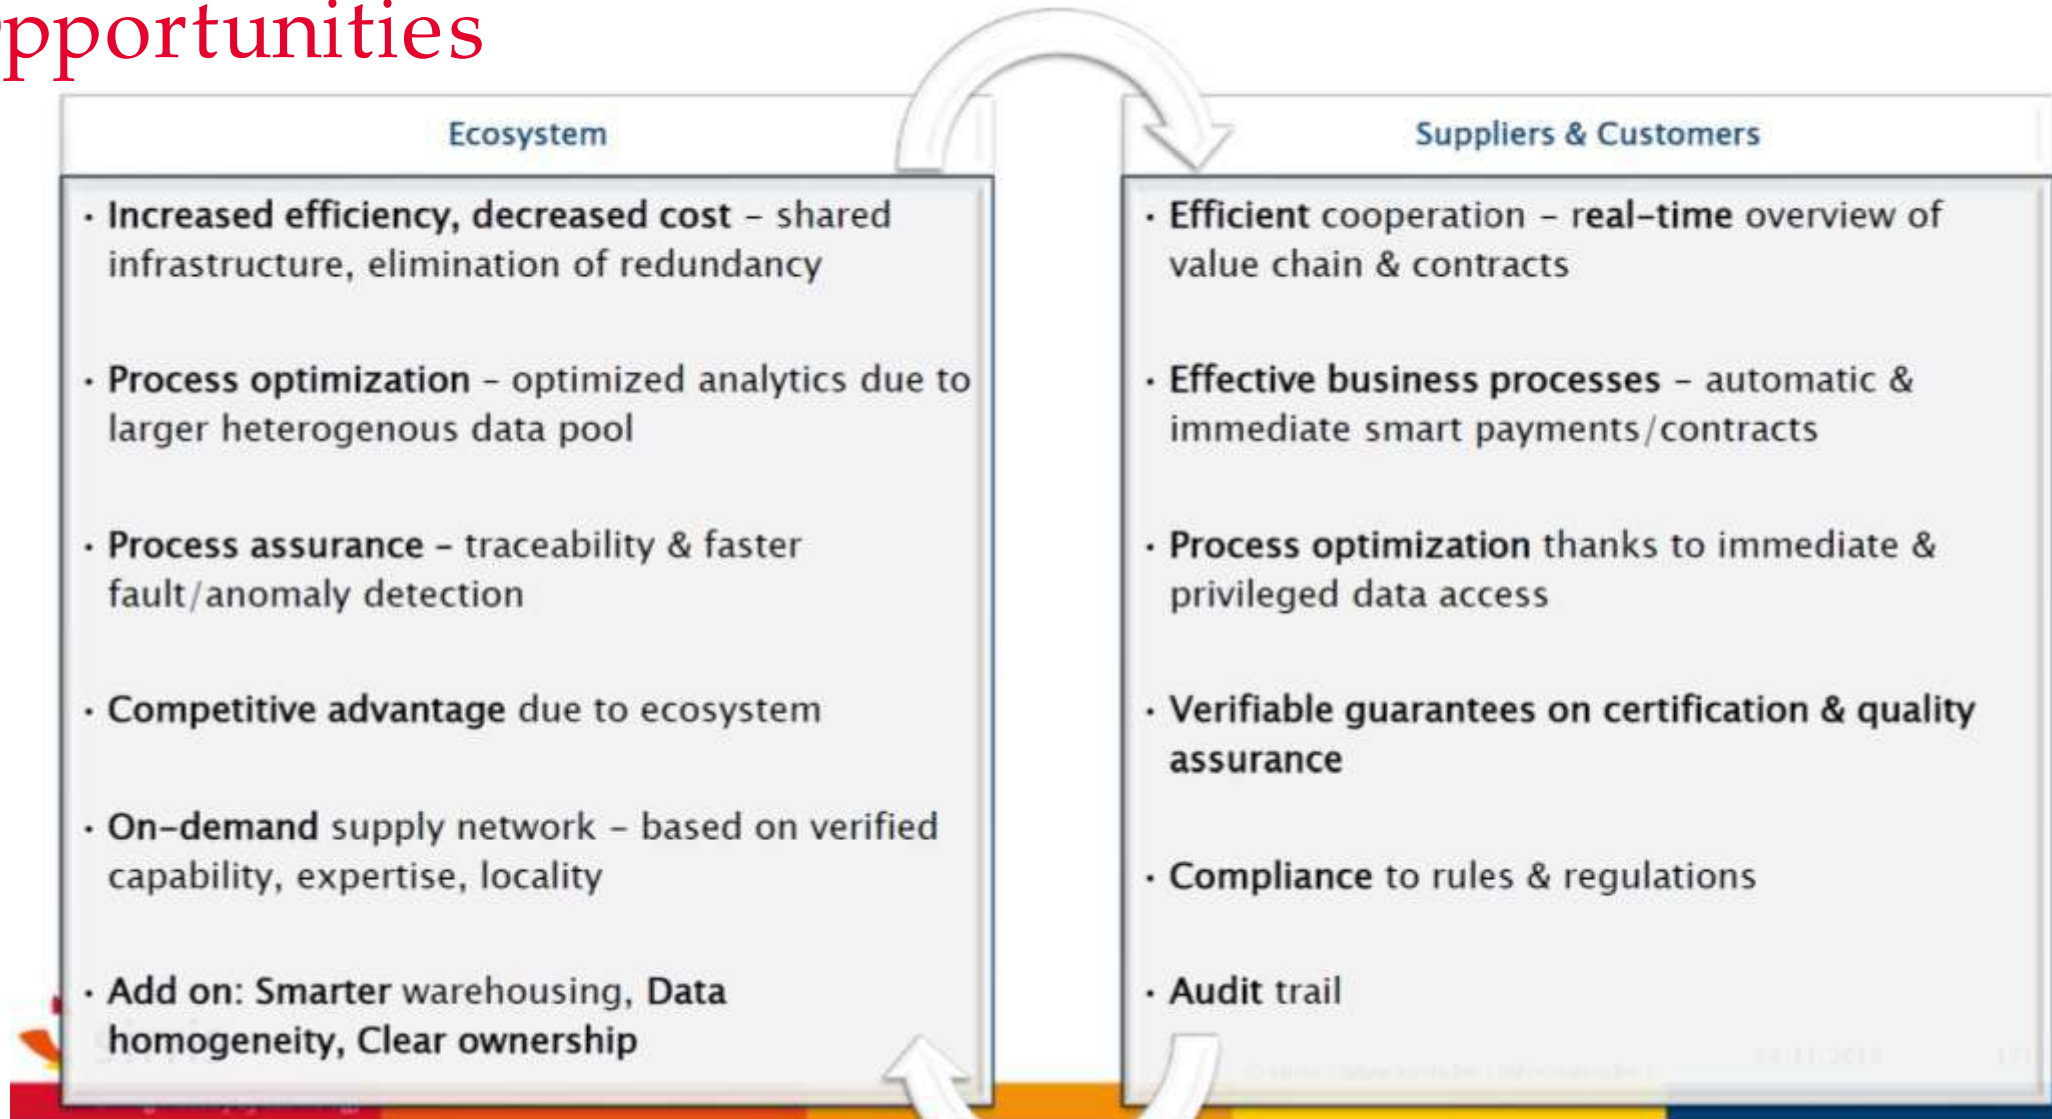 pportunities
Ecosystem
· Increased efficiency, decreased cost – shared
infrastructure, elimination of redundancy
· Process optimization – optimized analytics due to
larger heterogenous data pool
· Process assurance – traceability & faster
fault/anomaly detection
· Competitive advantage due to ecosystem
· On-demand supply network – based on verified
capability, expertise, locality
· Add on: Smarter warehousing, Data
homogeneity, Clear ownership
Suppliers & Customers
· Efficient cooperation – real-time overview of
value chain & contracts
· Effective business processes – automatic &
immediate smart payments/contracts
· Process optimization thanks to immediate &
privileged data access
· Verifiable guarantees on certification & quality
assurance
· Compliance to rules & regulations
· Audit trail